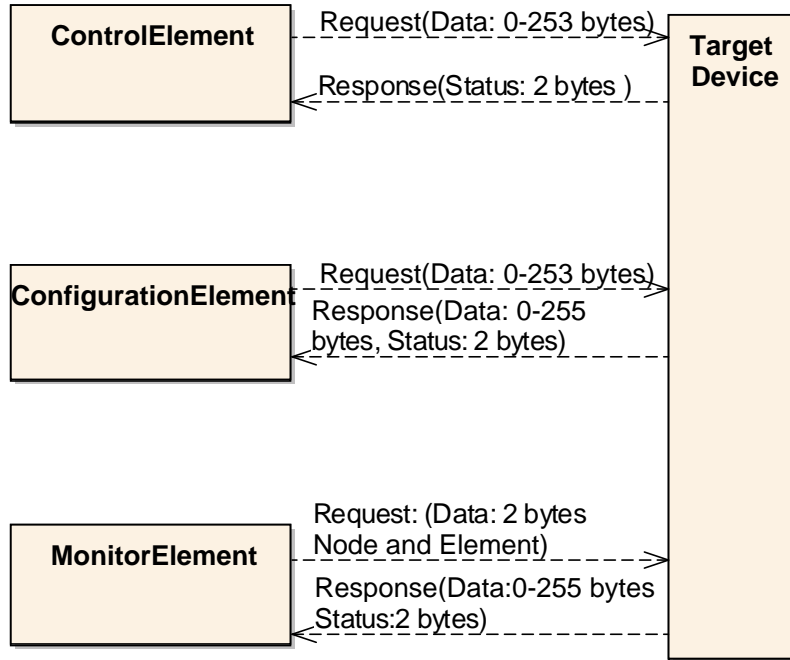 ControlElement
Request(Data: 0-253 bytes)
Response(Status: 2 bytes )
Target
Device
ConfigurationElement
Request(Data: 0-253 bytes)
Response(Data: 0-255
bytes, Status: 2 bytes)
MonitorElement
Request: (Data: 2 bytes
Node and Element)
Response(Data:0-255 bytes
Status:2 bytes)